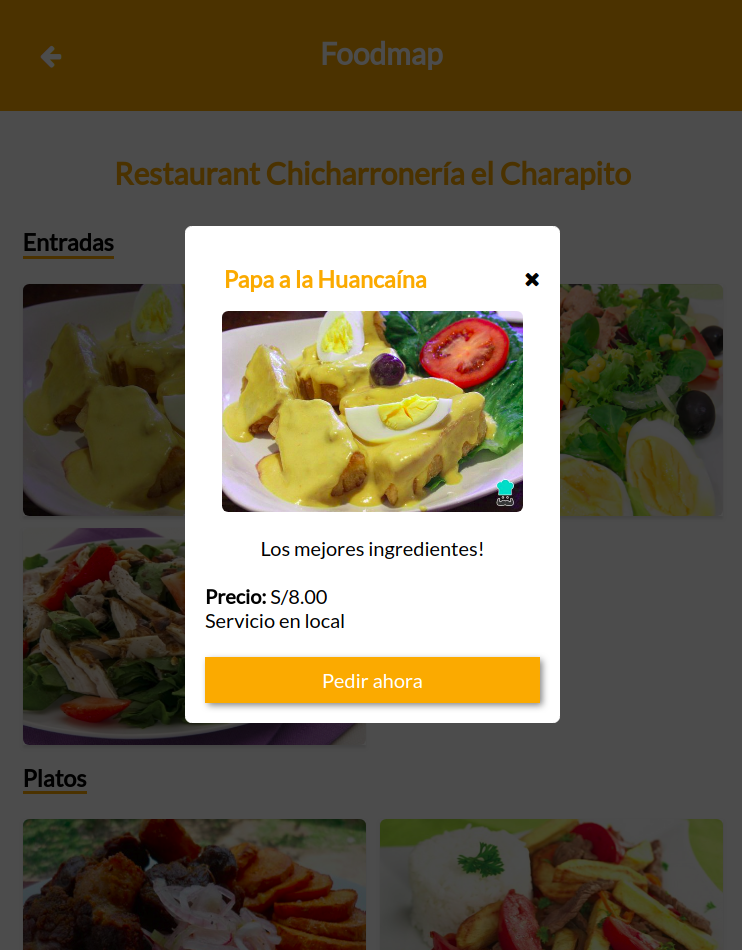 Foodmap
Restaurant Chicharronería el Charapito
Entradas
Papa a la Huancaína
Los mejores ingredientes!
Precio: S/8.00
Servicio en local
Pedir ahora
Platos